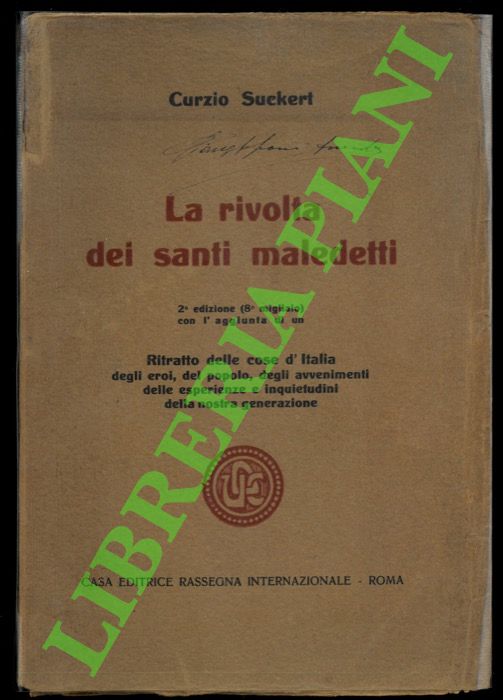 Curzio Suckert
La rivolta
dei santi maledetti
2ª edizione (8º migliaio)
con l'aggiunta di un
Ritratto delle cose d'Italia
degli eroi, del popolo, degli avvenimenti
delle esperienze e inquietudini
della nostra generazione
CASA EDITRICE RASSEGNA INTERNAZIONALE - ROMA
LIBRERIA PIANI